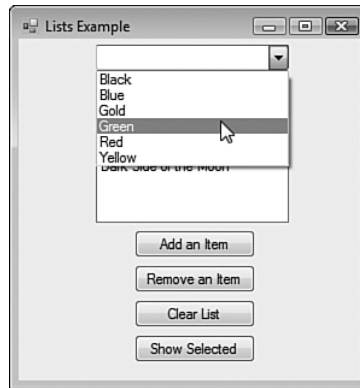 Lists Example
Black
Blue
Gold
Green
Red
Yellow
Dark Side of the Moon
Add an Item
Remove an Item
Clear List
Show Selected